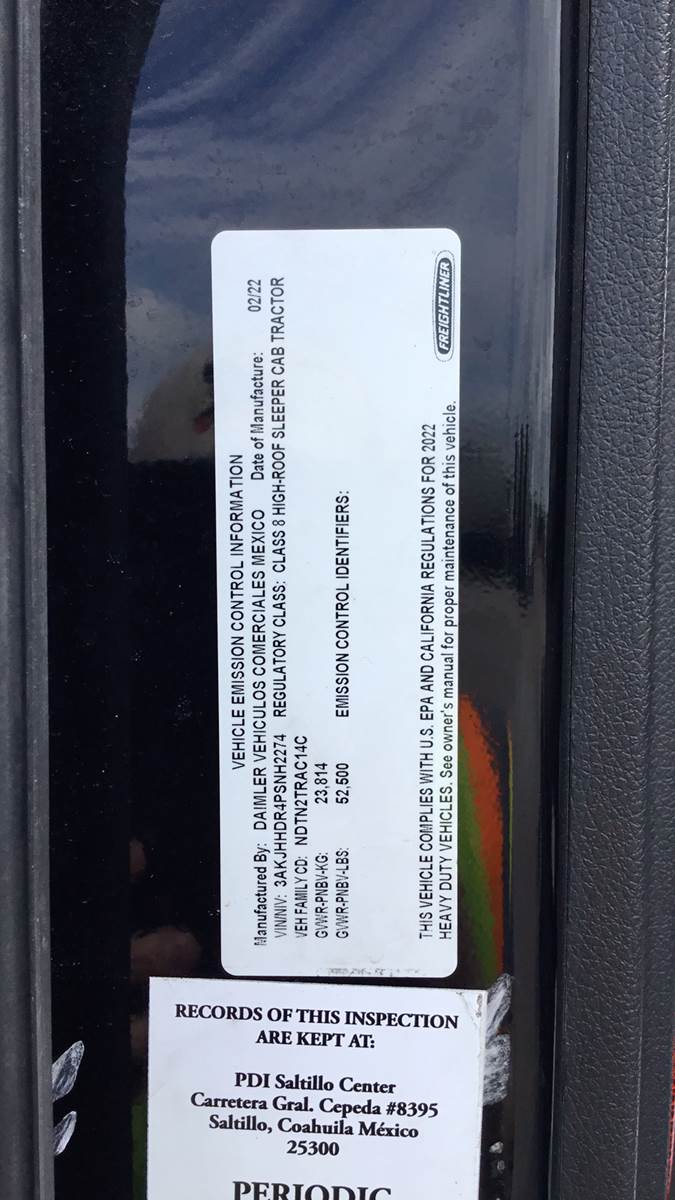 VEHICLE EMISSION CONTROL INFORMATION
Manufactured By: DAIMLER VEHICULOS COMERCIALES MEXICO Date of Manufacture: 02/22
VIN/NIV: 3AKJHHDR4PSNH2274 REGULATORY CLASS: CLASS 8 HIGH-ROOF SLEEPER CAB TRACTOR
VEH FAMILY CD: NDTN2TRAC14C
GVWR-PNBV-KG: 23,814
GVWR-PNBV-LBS: 52,500 EMISSION CONTROL IDENTIFIERS:
THIS VEHICLE COMPLIES WITH U.S. EPA AND CALIFORNIA REGULATIONS FOR 2022
HEAVY DUTY VEHICLES. See owner's manual for proper maintenance of this vehicle.
FREIGHTLINER
RECORDS OF THIS INSPECTION
ARE KEPT AT:
PDI Saltillo Center
Carretera Gral. Cepeda #8395
Saltillo, Coahuila México
25300
PERIODIC